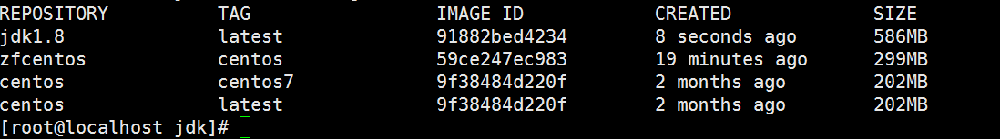 REPOSITORY TAG IMAGE ID CREATED SIZE
jdk1.8 latest 91882bed4234 8 seconds ago 586MB
zfcentos centos 59ce247ec983 19 minutes ago 299MB
centos centos7 9f38484d220f 2 months ago 202MB
centos latest 9f38484d220f 2 months ago 202MB
[root@localhost jdk]#